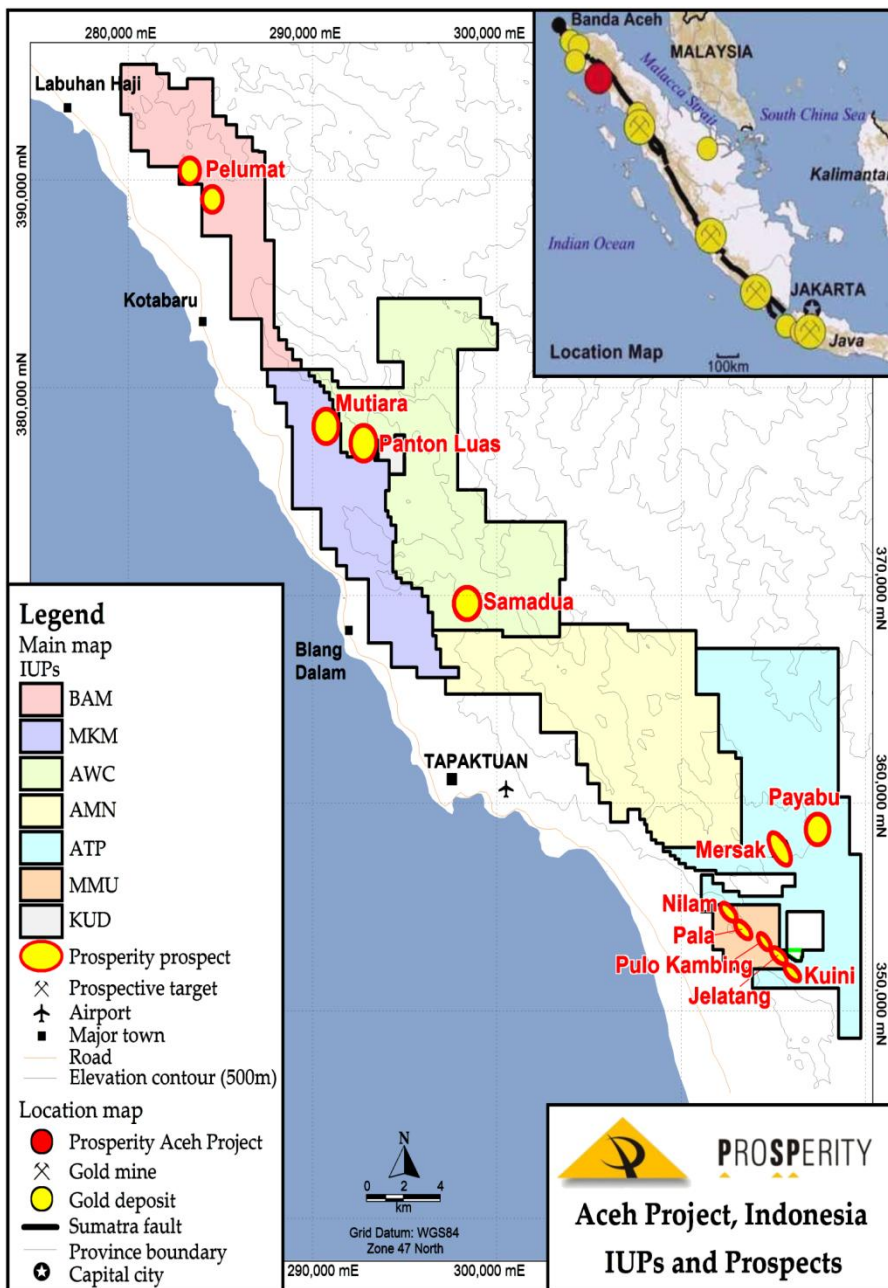 280,000 mE
290,000 mE
300,000 mE
Banda Aceh
MALAYSIA
Malacca Strait
South China Sea
Kalimantan
Indian Ocean
JAKARTA
Java
Location Map
100km
Labuhan Haji
390,000 mN
390,000 mN
Pelumat
Kotabaru
380,000 mN
380,000 mN
Mutiara
Panton Luas
370,000 mN
Samadua
Blang
Dalam
TAPAKTUAN
360,000 mN
Payabu
Mersak
Nilam
Pala
Pulo Kambing
Jelatang
Kuini
350,000 mN
Legend
Main map
IUPs
BAM
MKM
AWC
AMN
ATP
MMU
KUD
Prosperity prospect
Prospective target
Airport
Major town
Road
Elevation contour (500m)
Location map
Prosperity Aceh Project
Gold mine
Gold deposit
Sumatra fault
Province boundary
Capital city
N
0 2 4
km
Grid Datum: WGS84
Zone 47 North
290,000 mE
300,000 mE
PROSPERITY
Aceh Project, Indonesia
IUPs and Prospects